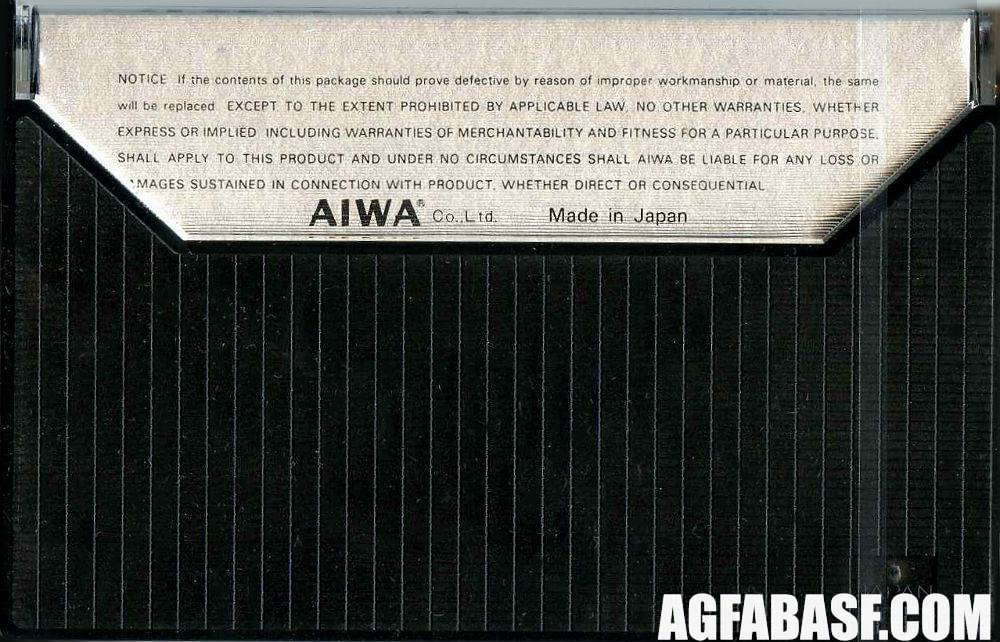 NOTICE If the contents of this package should prove defective by reason of improper workmanship or material, the same
will be replaced. EXCEPT TO THE EXTENT PROHIBITED BY APPLICABLE LAW, NO OTHER WARRANTIES, WHETHER
EXPRESS OR IMPLIED INCLUDING WARRANTIES OF MERCHANTABILITY AND FITNESS FOR A PARTICULAR PURPOSE,
SHALL APPLY TO THIS PRODUCT AND UNDER NO CIRCUMSTANCES SHALL AIWA BE LIABLE FOR ANY LOSS OR
MAGES SUSTAINED IN CONNECTION WITH PRODUCT, WHETHER DIRECT OR CONSEQUENTIAL
AIWA® Co.,Ltd. Made in Japan
AGFABASF.COM